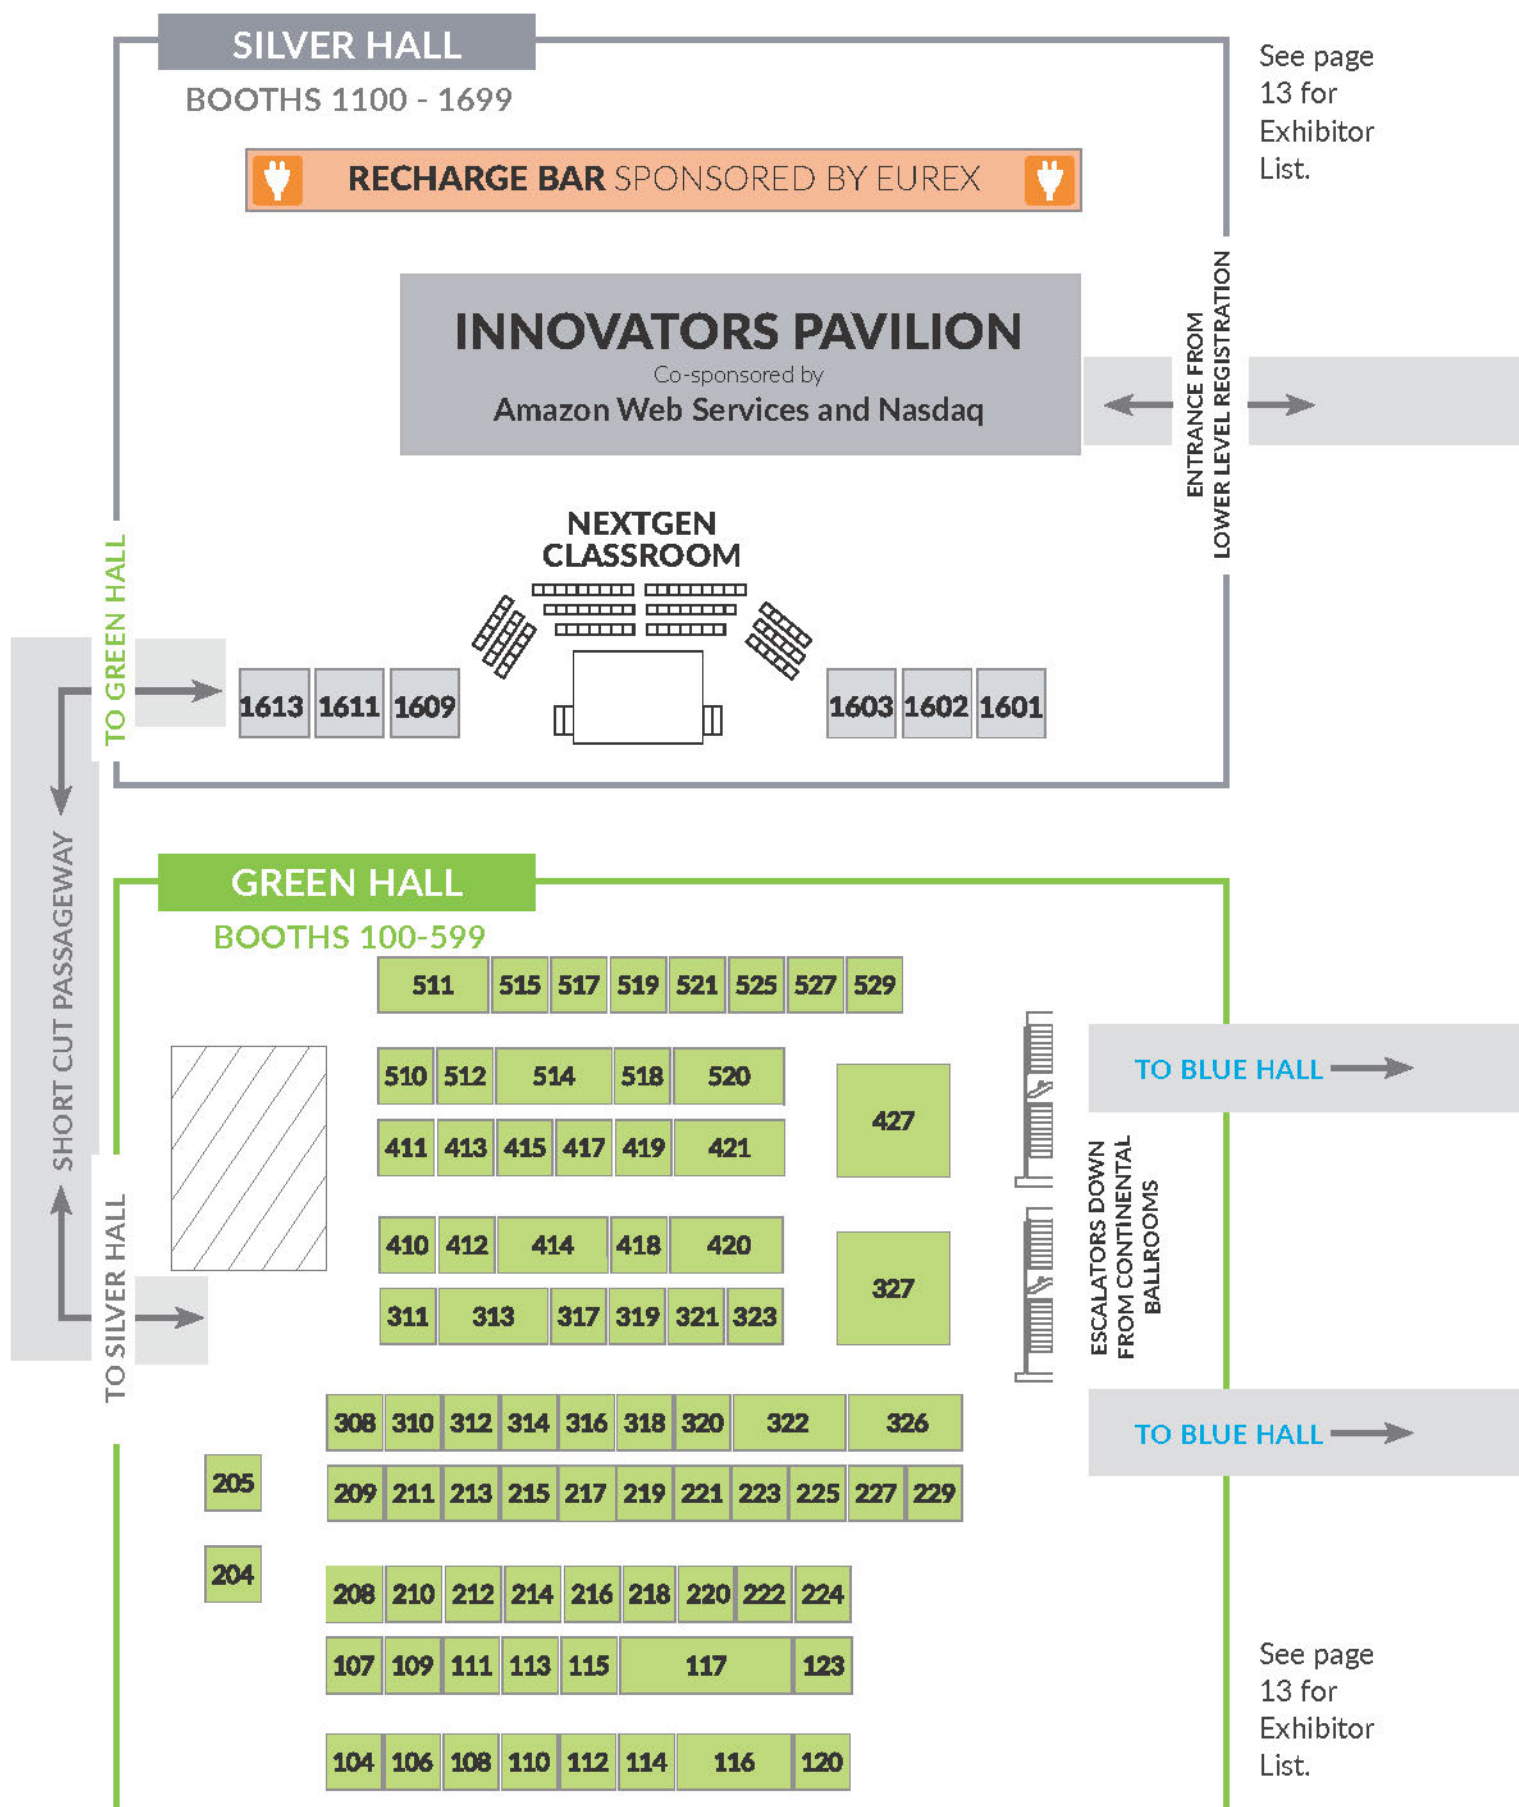 SILVER HALL
BOOTHS 1100 - 1699
See page
13 for
Exhibitor
List.
RECHARGE BAR SPONSORED BY EUREX
INNOVATORS PAVILION
Co-sponsored by
Amazon Web Services and Nasdaq
ENTRANCE FROM
LOWER LEVEL REGISTRATION
NEXTGEN
CLASSROOM
TO GREEN HALL
1613 1611 1609 1603 1602 1601
SHORT CUT PASSAGEWAY
GREEN HALL
BOOTHS 100-599
511 515 517 519 521 525 527 529
510 512 514 518 520
427
411 413 415 417 419 421
TO BLUE HALL
ESCALATORS DOWN
FROM CONTINENTAL
BALLROOMS
TO SILVER HALL
410 412 414 418 420
327
311 313 317 319 321 323
308 310 312 314 316 318 320 322 326
TO BLUE HALL
205
209 211 213 215 217 219 221 223 225 227 229
204
208 210 212 214 216 218 220 222 224
107 109 111 113 115 117 123
104 106 108 110 112 114 116 120
See page
13 for
Exhibitor
List.